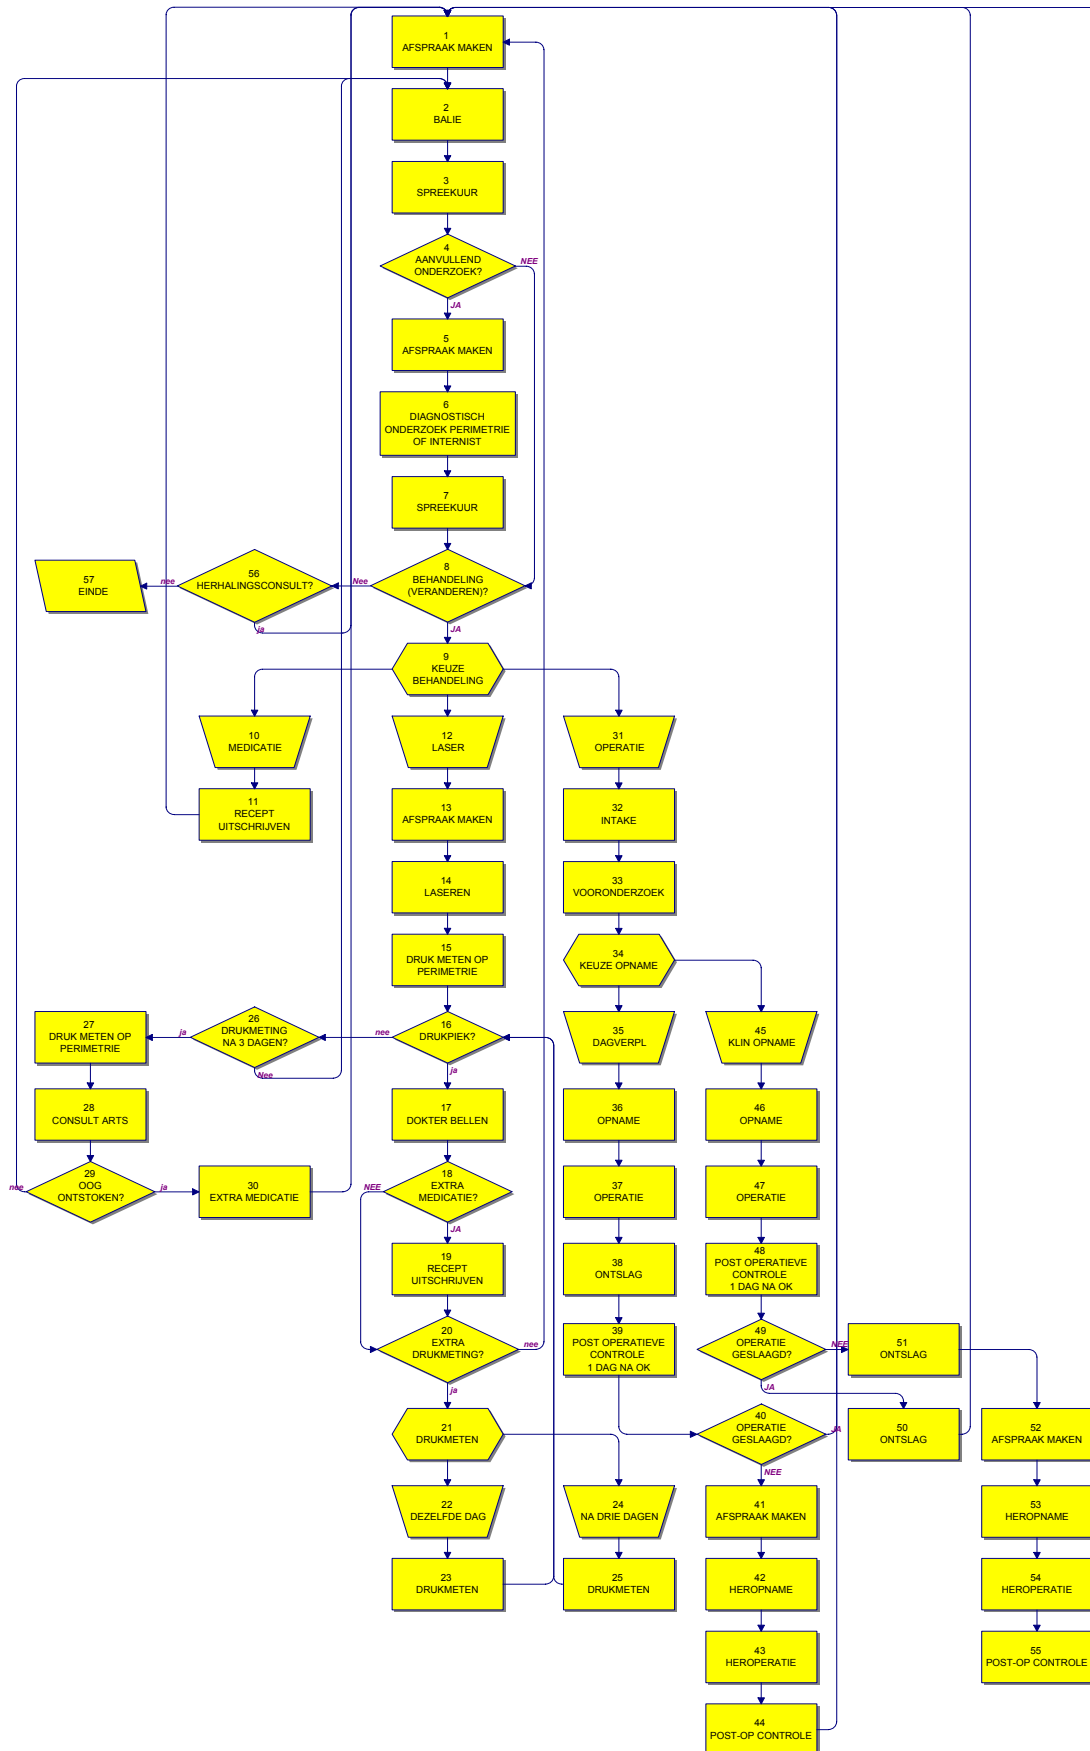 1
AFSPRAAK MAKEN
2
BALIE
3
SPREEKUUR
4
AANVULLEND
ONDERZOEK?
NEE
JA
5
AFSPRAAK MAKEN
6
DIAGNOSTISCH
ONDERZOEK PERIMETRIE
OF INTERNIST
7
SPREEKUUR
8
BEHANDELING
(VERANDEREN)?
Nee
JA
56
HERHALINGSCONSULT?
nee
ja
57
EINDE
9
KEUZE
BEHANDELING
10
MEDICATIE
11
RECEPT
UITSCHRIJVEN
12
LASER
13
AFSPRAAK MAKEN
14
LASEREN
15
DRUK METEN OP
PERIMETRIE
16
DRUKPIEK?
nee
ja
17
DOKTER BELLEN
18
EXTRA
MEDICATIE?
NEE
JA
19
RECEPT
UITSCHRIJVEN
20
EXTRA
DRUKMETING?
nee
ja
21
DRUKMETEN
22
DEZELFDE DAG
23
DRUKMETEN
24
NA DRIE DAGEN
25
DRUKMETEN
26
DRUKMETING
NA 3 DAGEN?
ja
Nee
27
DRUK METEN OP
PERIMETRIE
28
CONSULT ARTS
29
OOG
ONTSTOKEN?
nee
ja
30
EXTRA MEDICATIE
31
OPERATIE
32
INTAKE
33
VOORONDERZOEK
34
KEUZE OPNAME
35
DAGVERPL
36
OPNAME
37
OPERATIE
38
ONTSLAG
39
POST OPERATIEVE
CONTROLE
1 DAG NA OK
40
OPERATIE
GESLAAGD?
JA
NEE
41
AFSPRAAK MAKEN
42
HEROPNAME
43
HEROPERATIE
44
POST-OP CONTROLE
45
KLIN OPNAME
46
OPNAME
47
OPERATIE
48
POST OPERATIEVE
CONTROLE
1 DAG NA OK
49
OPERATIE
GESLAAGD?
NEE
JA
50
ONTSLAG
51
ONTSLAG
52
AFSPRAAK MAKEN
53
HEROPNAME
54
HEROPERATIE
55
POST-OP CONTROLE